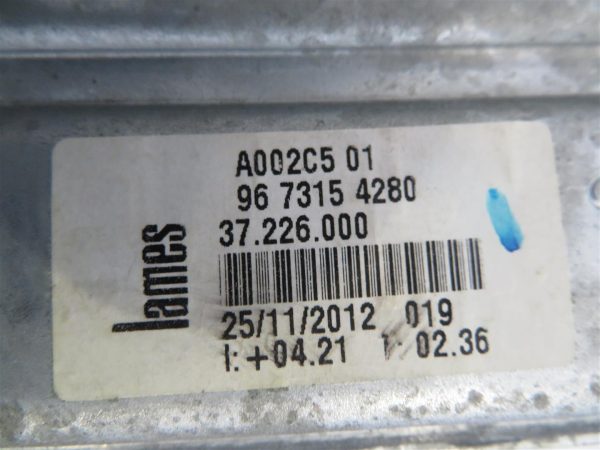 A002C5 01
96 7315 4280
37.226.000
lames
25/11/2012 019
I: +04.21 T: 02.36